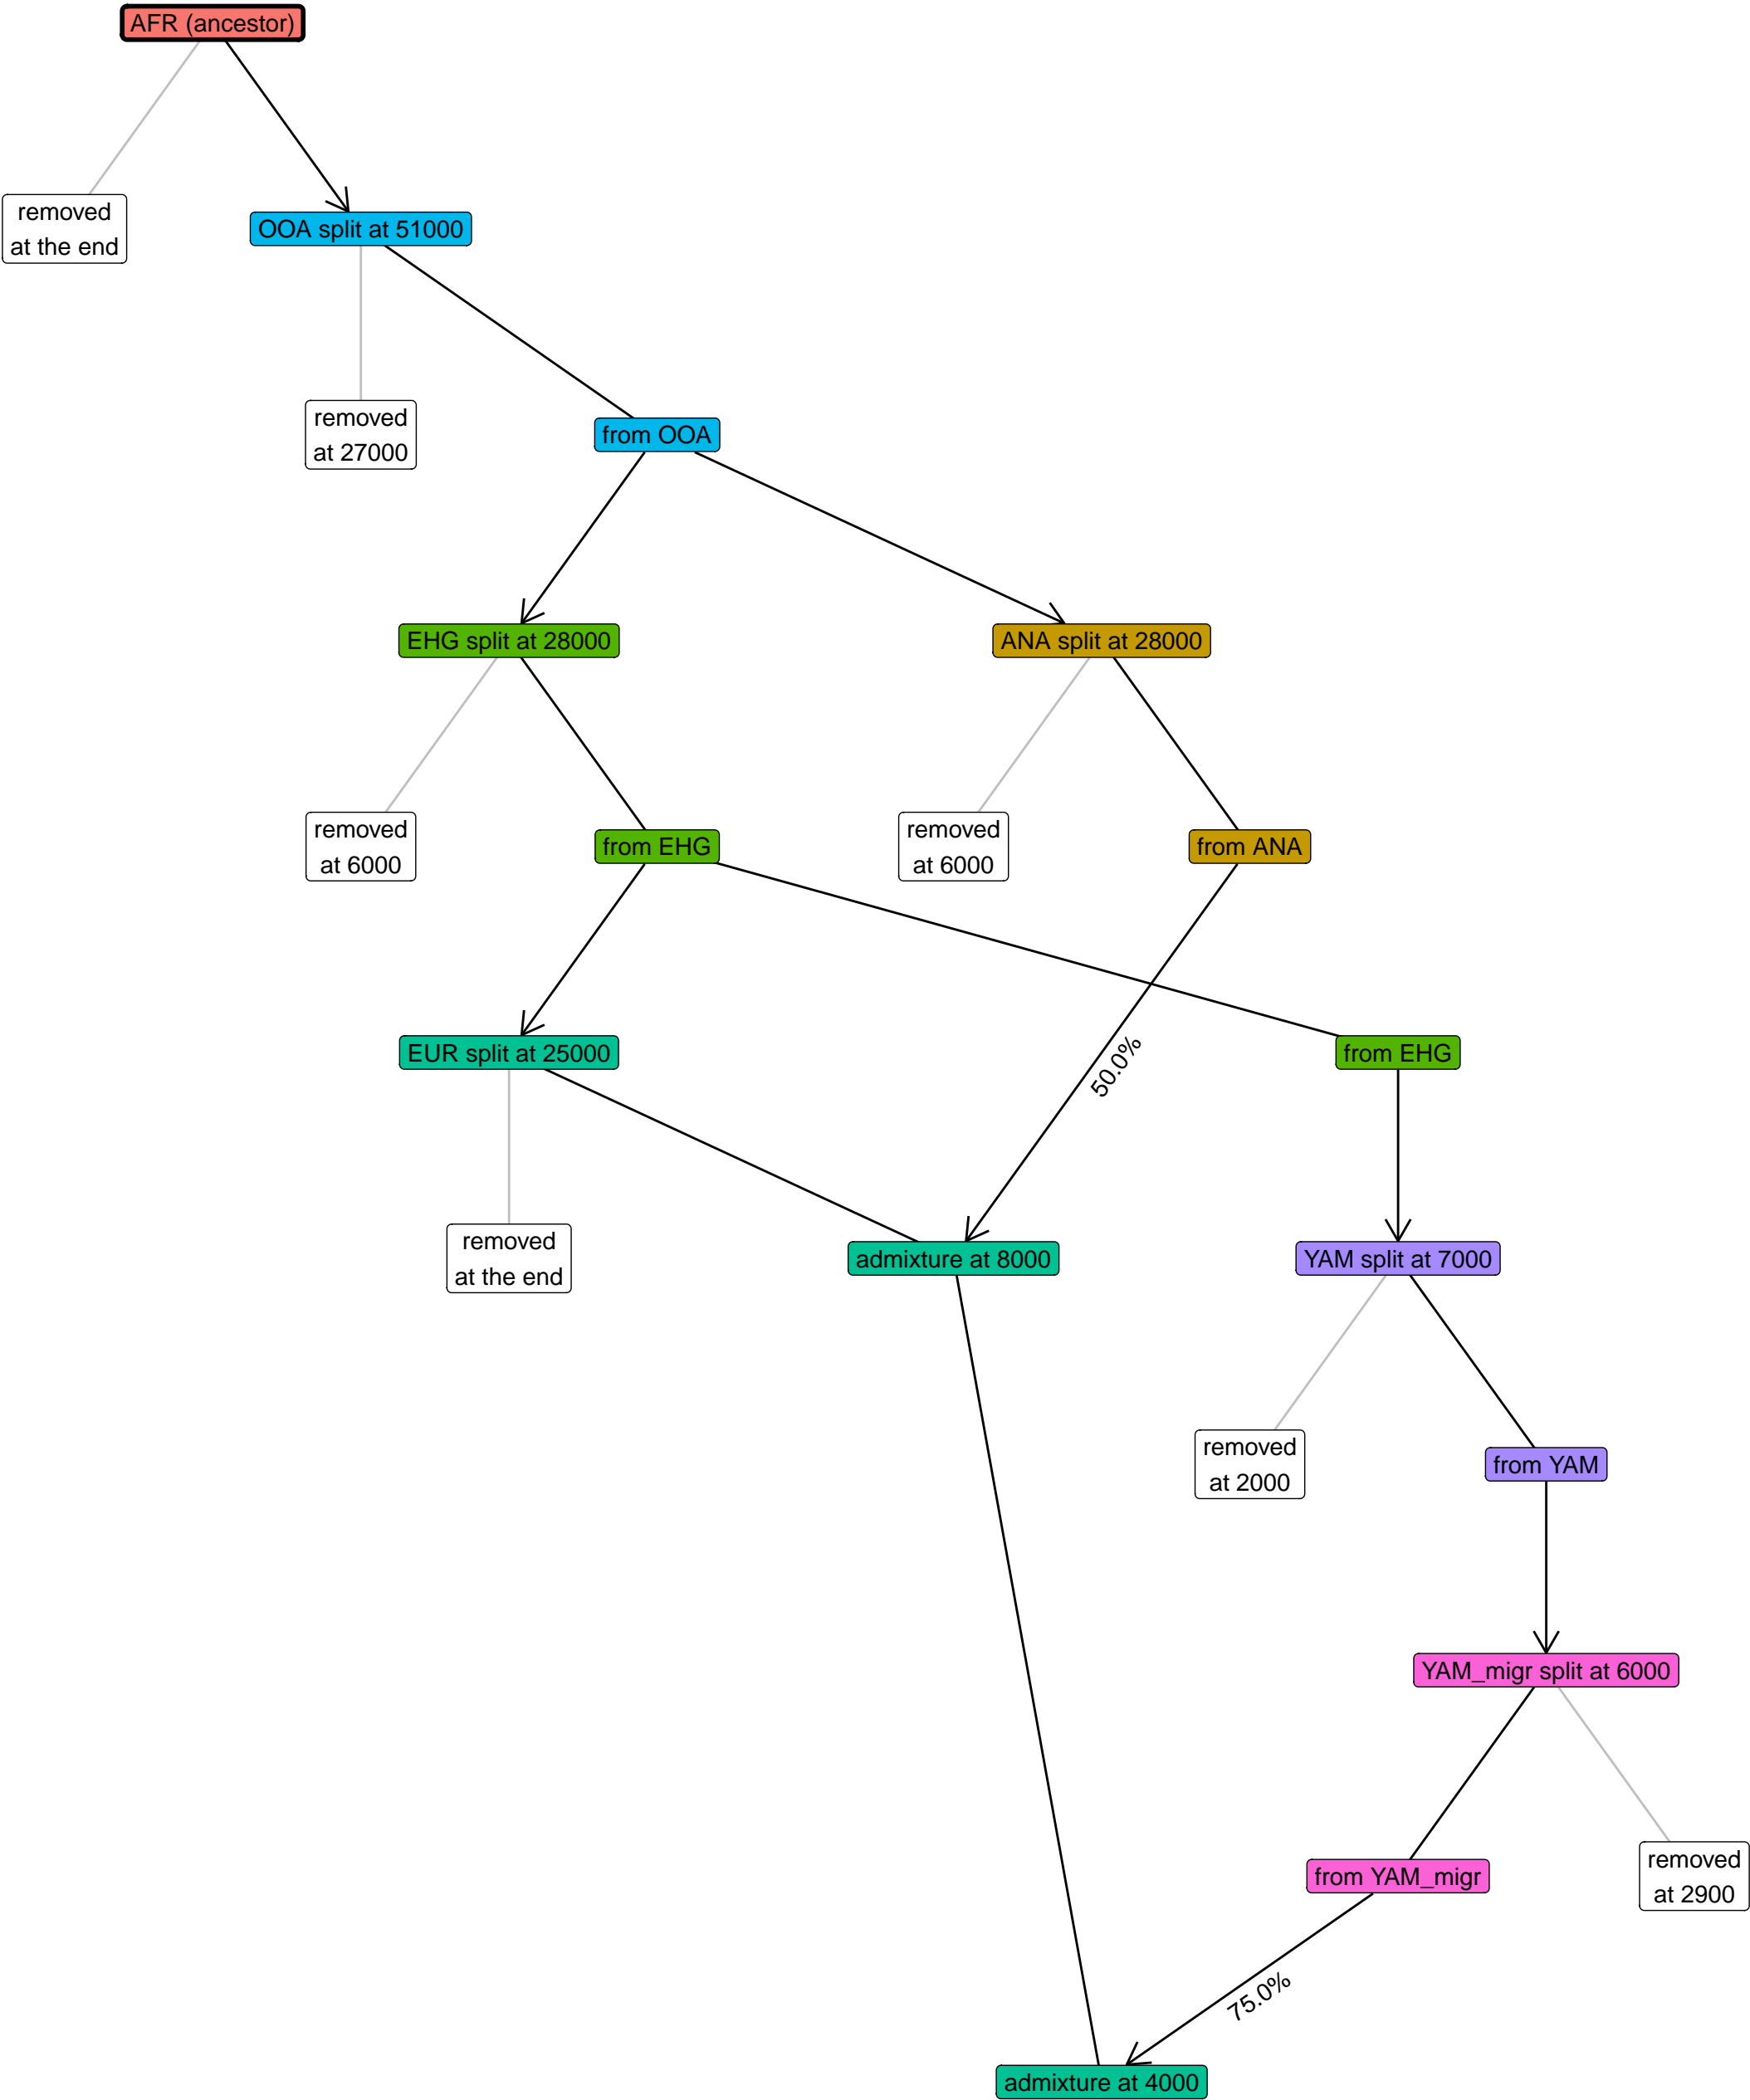 AFR (ancestor)
removed
at the end
OOA split at 51000
removed
at 27000
from OOA
EHG split at 28000
ANA split at 28000
removed
at 6000
from EHG
removed
at 6000
from ANA
EUR split at 25000
50.0%
from EHG
removed
at the end
admixture at 8000
YAM split at 7000
removed
at 2000
from YAM
YAM_migr split at 6000
from YAM_migr
removed
at 2900
75.0%
admixture at 4000